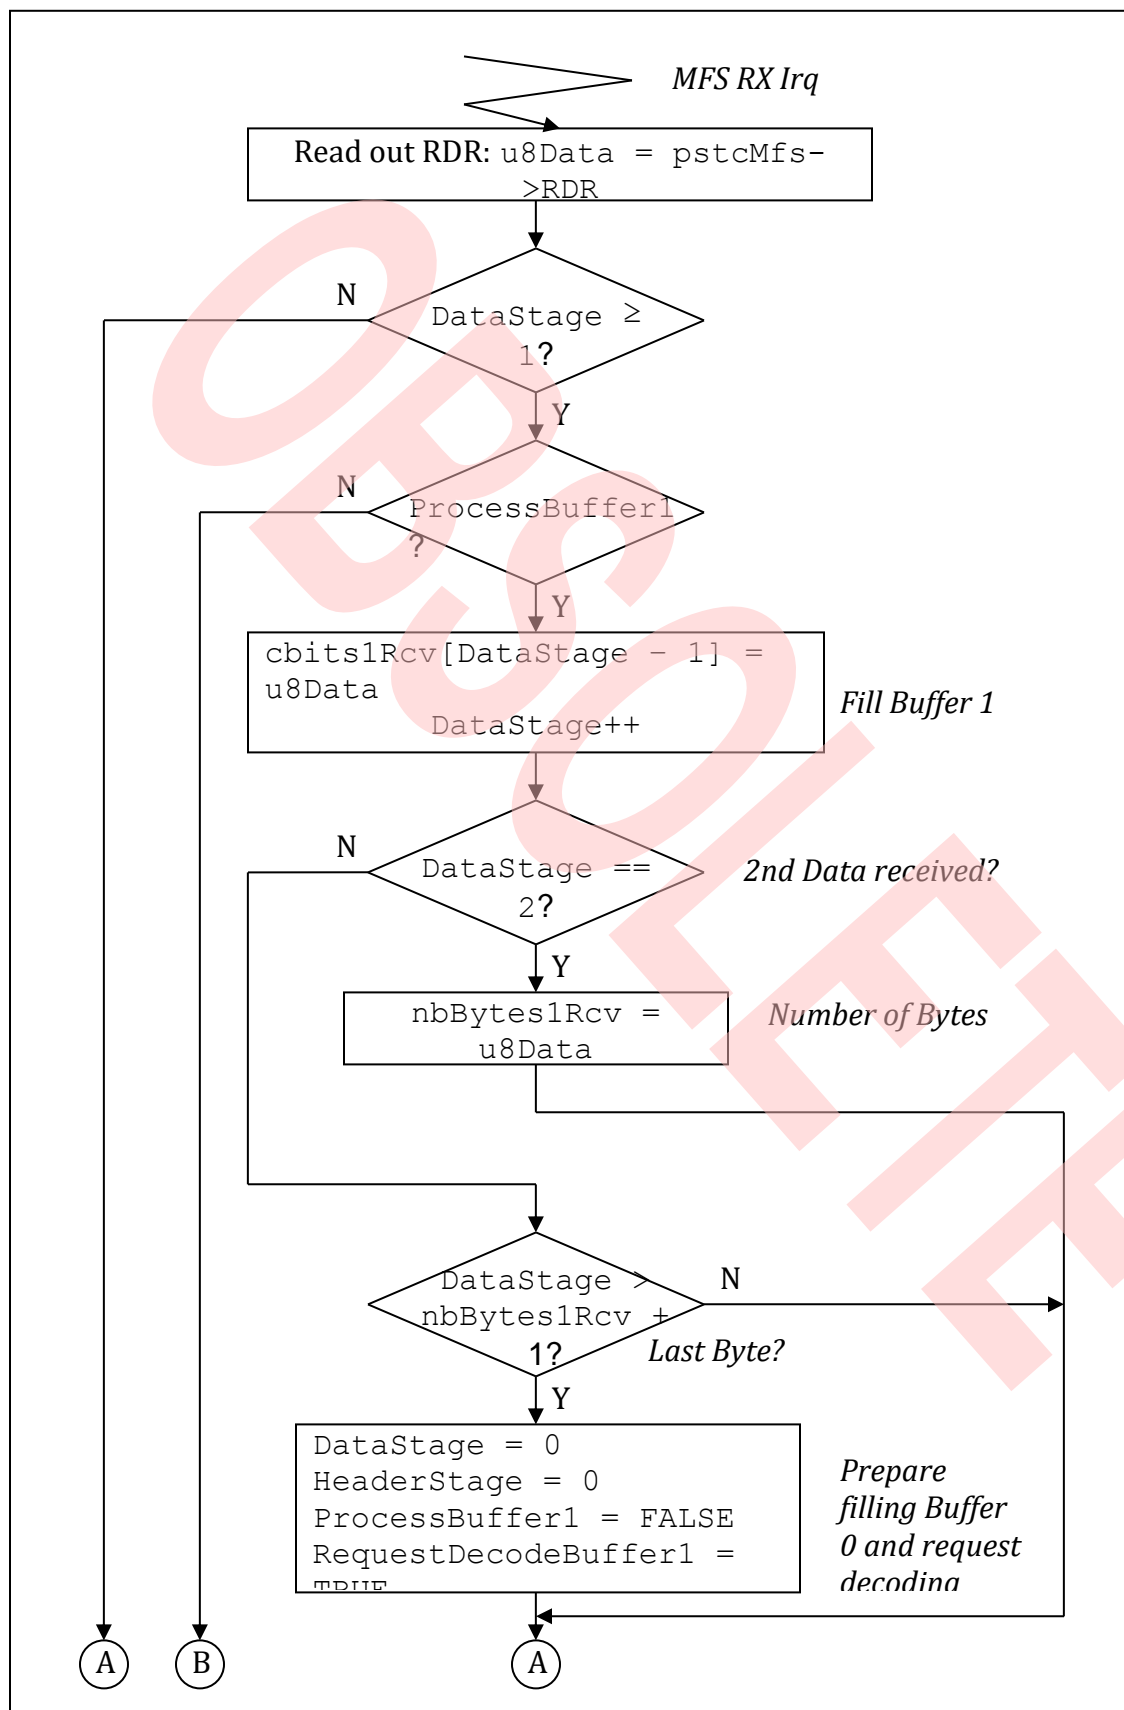 MFS RX Irq
Read out RDR: u8Data = pstcMfs-
>RDR
N
DataStage ≥
1?
Y
N
ProcessBuffer1
?
Y
cbits1Rcv[DataStage - 1] =
u8Data
DataStage++
Fill Buffer 1
N
DataStage ==
2?
2nd Data received?
Y
nbBytes1Rcv =
u8Data
Number of Bytes
DataStage >
nbBytes1Rcv +
1?
N
Last Byte?
Y
DataStage = 0
HeaderStage = 0
ProcessBuffer1 = FALSE
RequestDecodeBuffer1 =
TRUE
Prepare
filling Buffer
0 and request
decoding
A
B
A
OBSOLETE